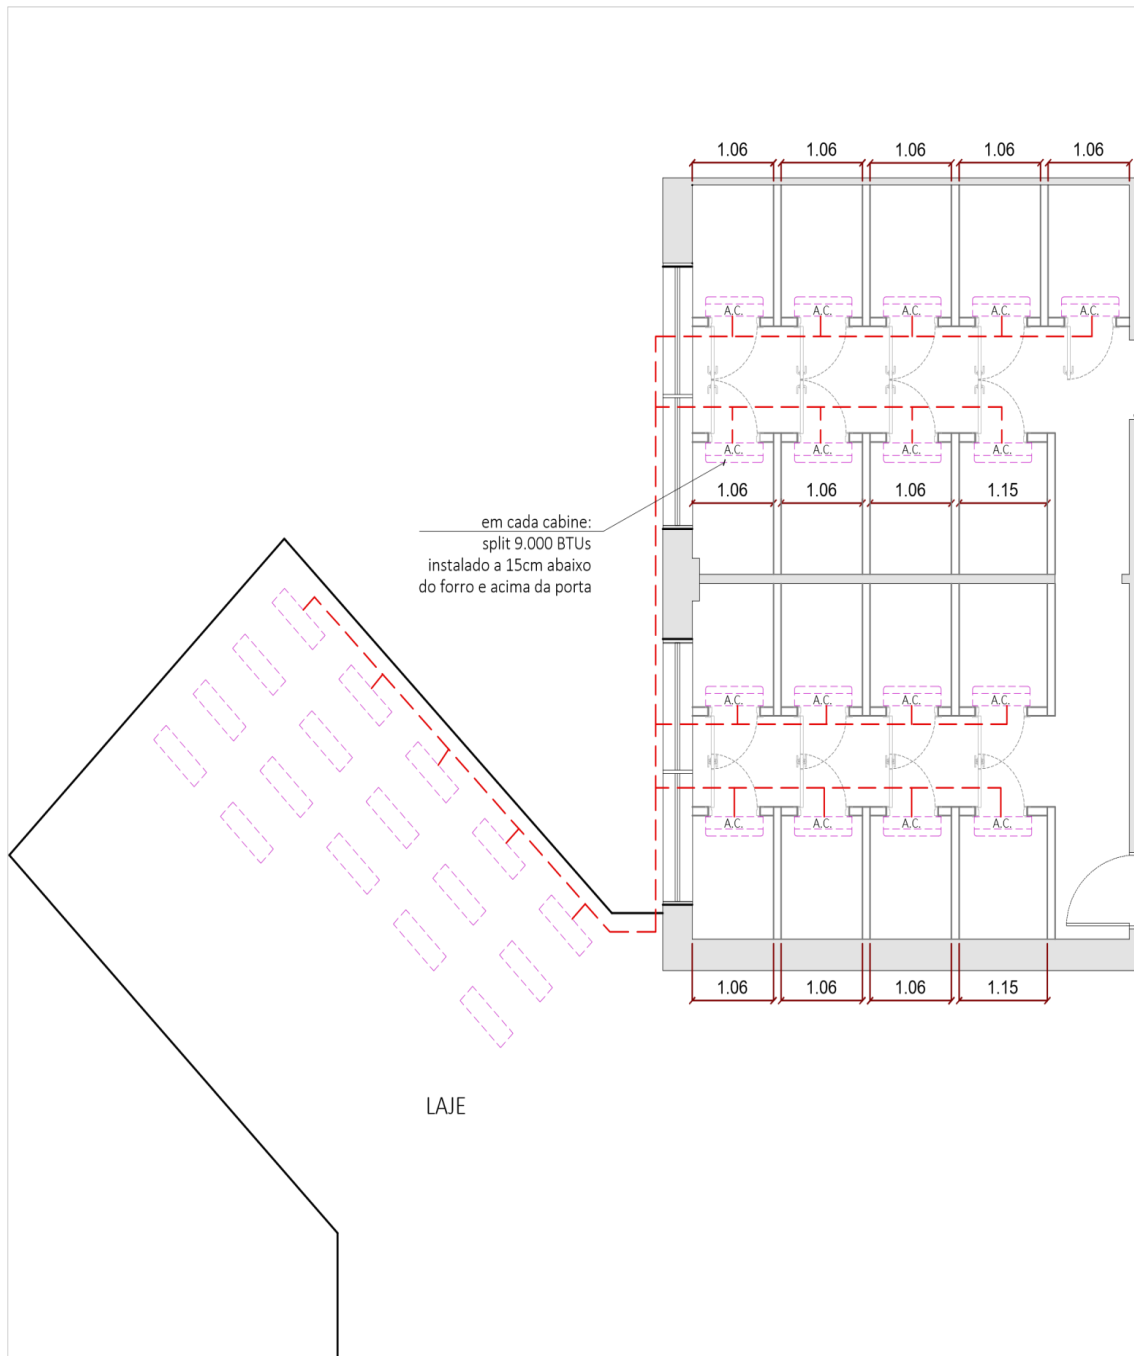 1.06 1.06 1.06 1.06 1.06
A.C. A.C. A.C. A.C. A.C.
A.C. A.C. A.C. A.C.
1.06 1.06 1.06 1.15
em cada cabine:
split 9.000 BTUs
instalado a 15cm abaixo
do forro e acima da porta
A.C. A.C. A.C. A.C.
A.C. A.C. A.C. A.C.
1.06 1.06 1.06 1.15
LAJE